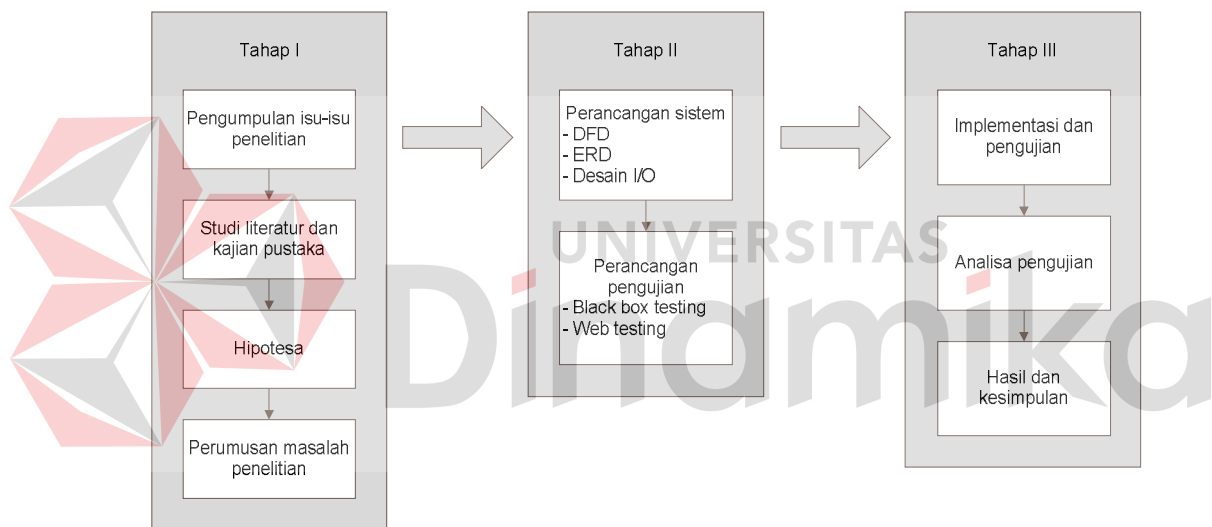 Tahap I
Pengumpulan isu-isu
penelitian
Studi literatur dan
kajian pustaka
Hipotesa
Perumusan masalah
penelitian
Tahap II
Perancangan sistem
- DFD
- ERD
- Desain I/O
Perancangan
pengujian
- Black box testing
- Web testing
Tahap III
Implementasi dan
pengujian
Analisa pengujian
Hasil dan
kesimpulan
UNIVERSITAS
Dinamika